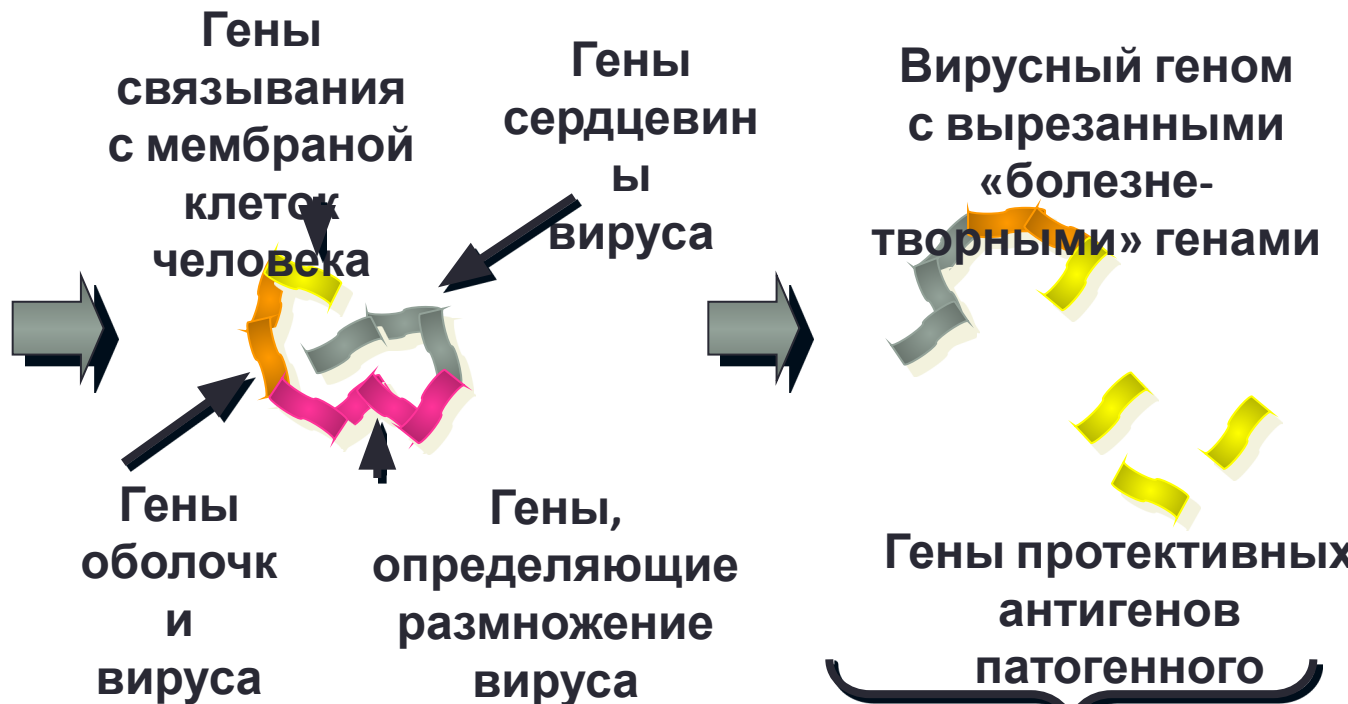 Гены
связывания
с мембраной
клеток
человека
Гены
сердцевин
ы
вируса
Вирусный геном
с вырезанными
«болезне-
творными» генами
Гены
оболочк
и
вируса
Гены,
определяющие
размножение
вируса
Гены протективных
антигенов
патогенного